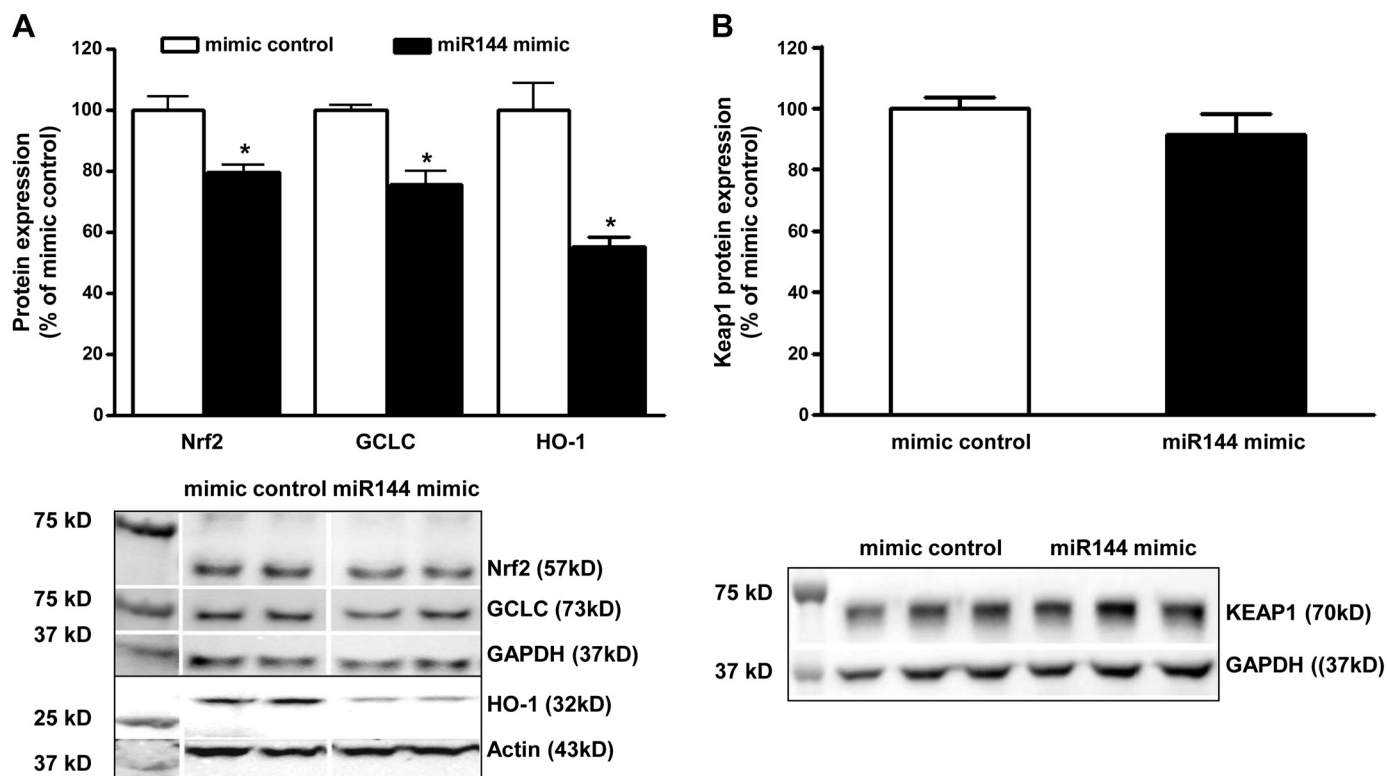 A
B
mimic control
miR144 mimic
Protein expression
(% of mimic control)
120
100
80
60
40
20
0
*
*
*
Nrf2
GCLC
HO-1
Keap1 protein expression
(% of mimic control)
120
100
80
60
40
20
0
mimic control
miR144 mimic
mimic control miR144 mimic
75 kD
Nrf2 (57kD)
75 kD
GCLC (73kD)
37 kD
GAPDH (37kD)
HO-1 (32kD)
25 kD
Actin (43kD)
37 kD
mimic control
miR144 mimic
75 kD
KEAP1 (70kD)
37 kD
GAPDH ((37kD)